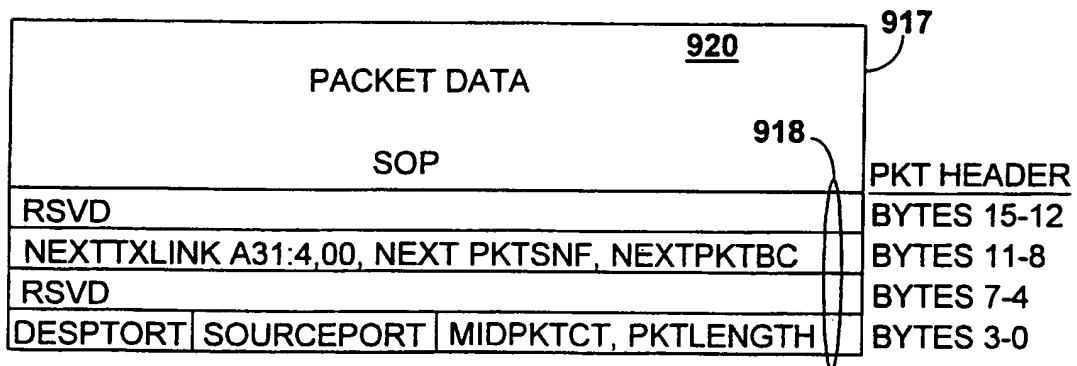 920
917
PACKET DATA
918
SOP
PKT HEADER
RSVD
BYTES 15-12
NEXTTXLINK A31:4,00, NEXT PKTSNF, NEXTPKTBC
BYTES 11-8
RSVD
BYTES 7-4
DESPTORT SOURCEPORT MIDPKTCT, PKTLENGTH
BYTES 3-0